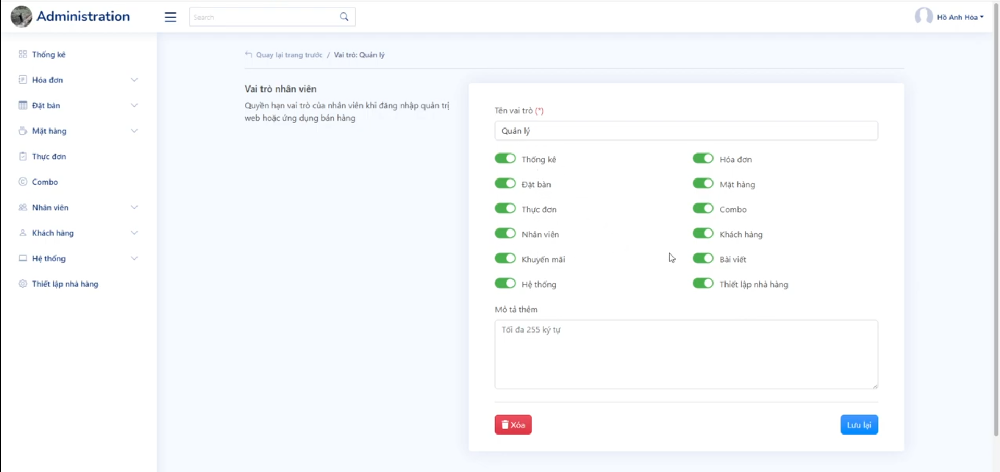 Administration
Search
Hồ Anh Hòa
Thống kê
Hóa đơn
Đặt bàn
Mặt hàng
Thực đơn
Combo
Nhân viên
Khách hàng
Hệ thống
Thiết lập nhà hàng
Quay lại trang trước / Vai trò: Quản lý
Vai trò nhân viên
Quyền hạn vai trò của nhân viên khi đăng nhập quản trị
web hoặc ứng dụng bán hàng
Tên vai trò (*)
Quản lý
Thống kê
Hóa đơn
Đặt bàn
Mặt hàng
Thực đơn
Combo
Nhân viên
Khách hàng
Khuyến mãi
Bài viết
Hệ thống
Thiết lập nhà hàng
Mô tả thêm
Tối đa 255 ký tự
Xóa
Lưu lại